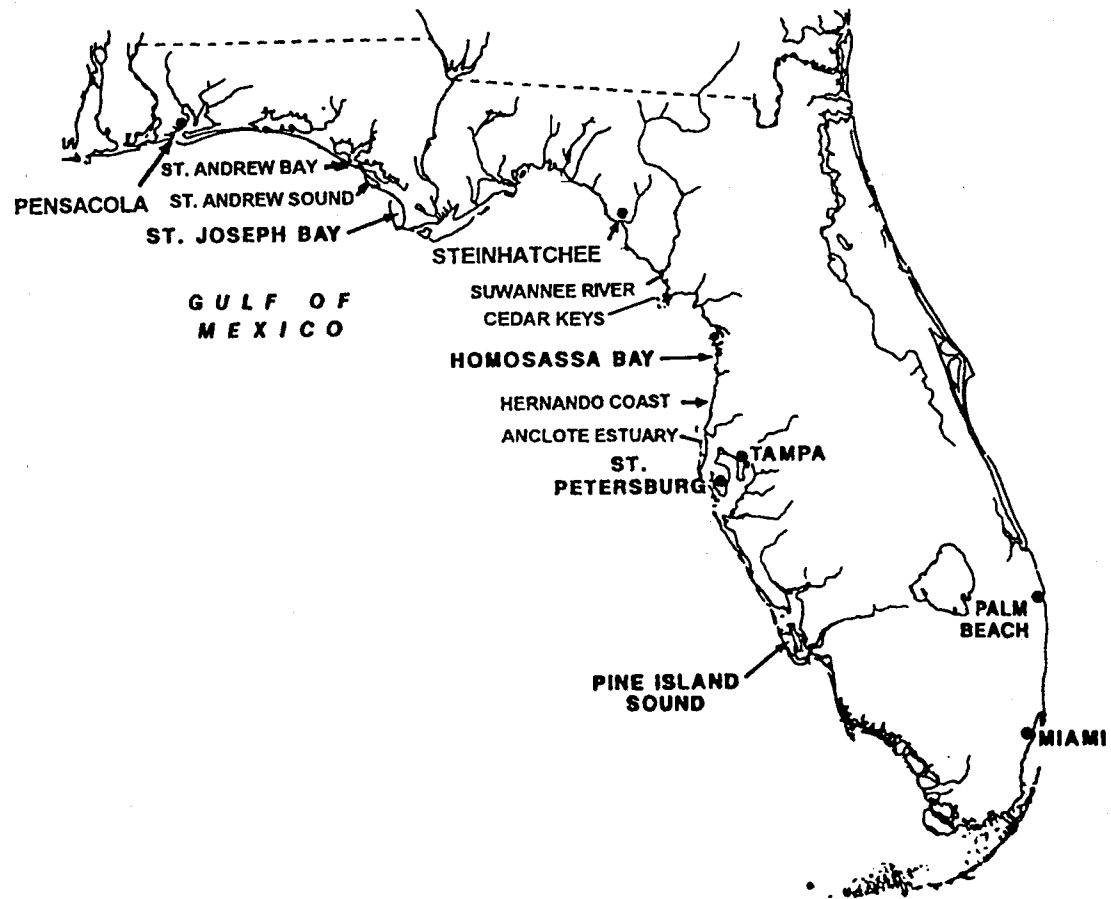 ST. ANDREW BAY
PENSACOLA
ST. ANDREW SOUND
ST. JOSEPH BAY
STEINHATCHEE
GULF OF
MEXICO
SUWANNEE RIVER
CEDAR KEYS
HOMOSASSA BAY
HERNANDO COAST
ANCLOTE ESTUARY
TAMPA
ST.
PETERSBURG
PALM
BEACH
PINE ISLAND
SOUND
MIAMI